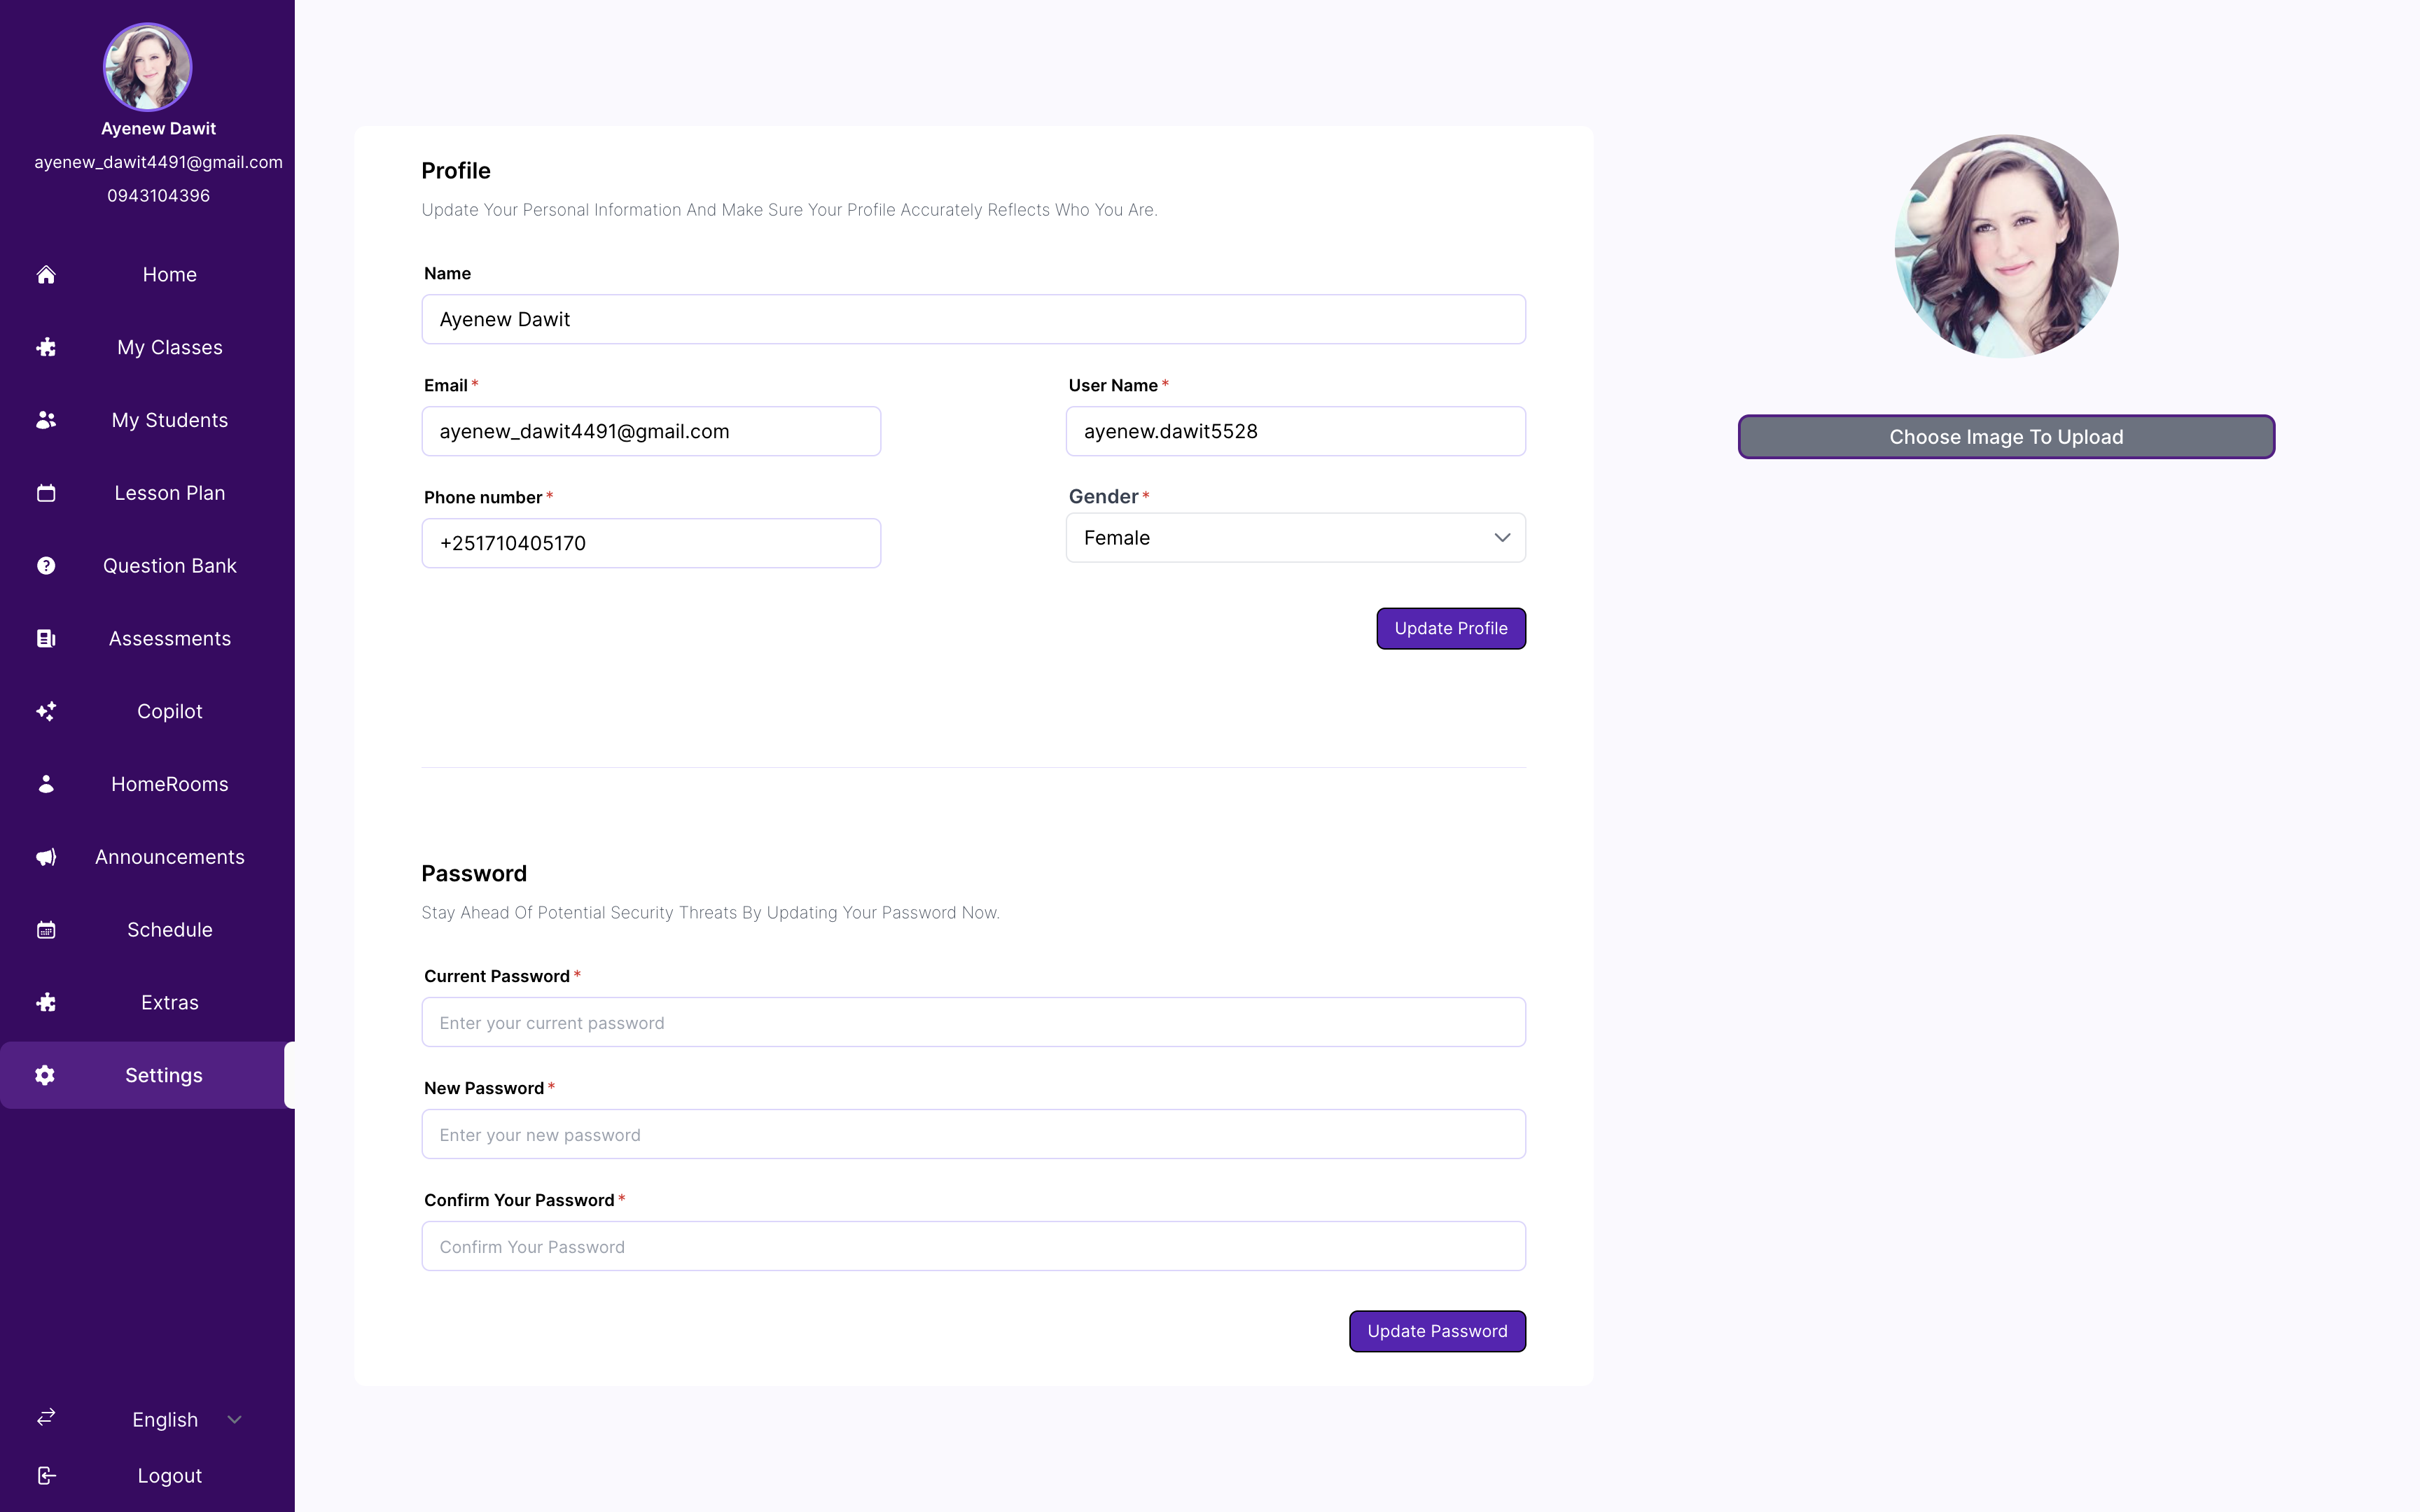 Ayenew Dawit
ayenew_dawit4491@gmail.com
0943104396
Home
My Classes
My Students
Lesson Plan
Question Bank
Assessments
Copilot
HomeRooms
Announcements
Schedule
Extras
Settings
English
Logout
Profile
Update Your Personal Information And Make Sure Your Profile Accurately Reflects Who You Are.
Name
Ayenew Dawit
Email *
User Name *
ayenew_dawit4491@gmail.com
ayenew.dawit5528
Phone number *
Gender *
+251710405170
Female
Update Profile
Password
Stay Ahead Of Potential Security Threats By Updating Your Password Now.
Current Password *
Enter your current password
New Password *
Enter your new password
Confirm Your Password *
Confirm Your Password
Update Password
Choose Image To Upload